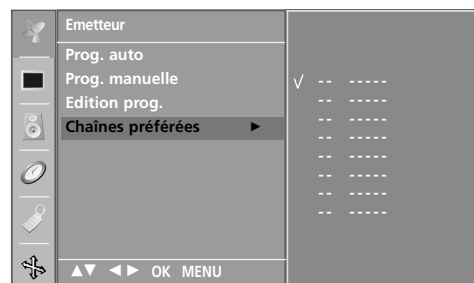 Emetteur
Prog. auto
Prog. manuelle
Edition prog.
Chaînes préférées ►
√ -- -----
-- -----
-- -----
-- -----
-- -----
-- -----
-- -----
-- -----
▲▼ ◄► OK MENU